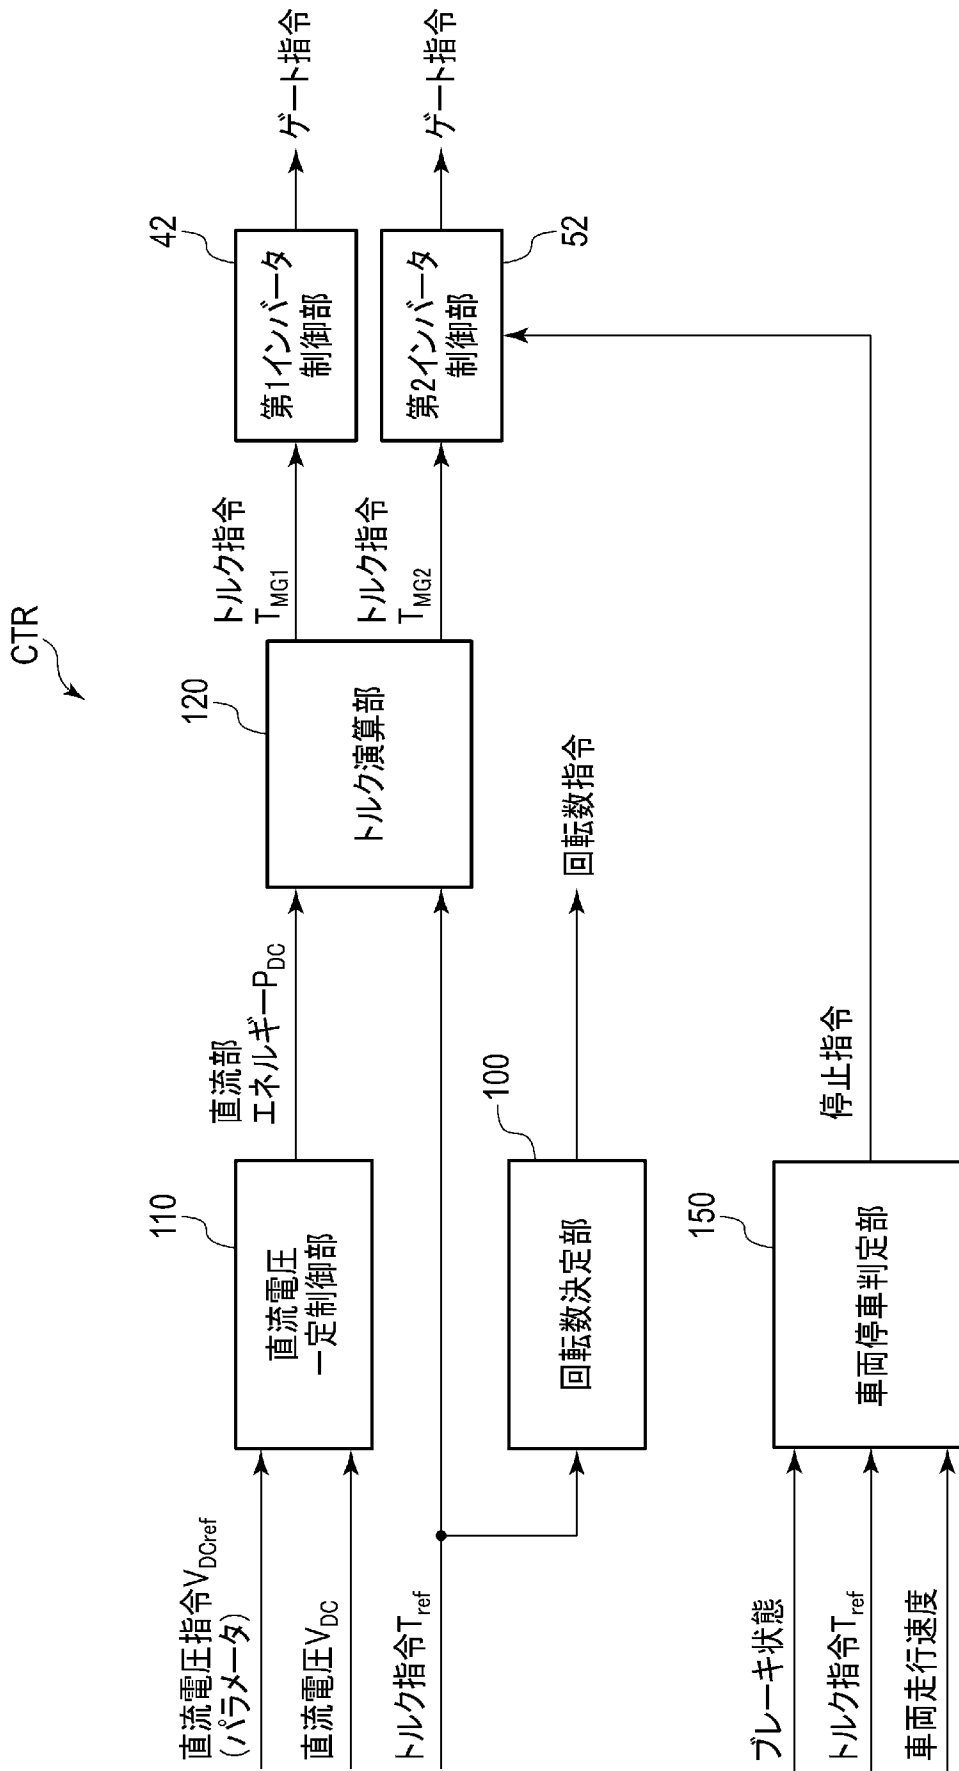 CTR
直流電圧指令VDCref
(パラメータ)
直流電圧VDC
110
直流電圧
一定制御部
直流部
エネルギーPDC
トルク指令Tref
120
トルク演算部
トルク指令
TMG1
トルク指令
TMG2
42
第1インバータ
制御部
ゲート指令
52
第2インバータ
制御部
ゲート指令
100
回転数決定部
回転数指令
ブレーキ状態
トルク指令Tref
車両走行速度
150
車両停車判定部
停止指令